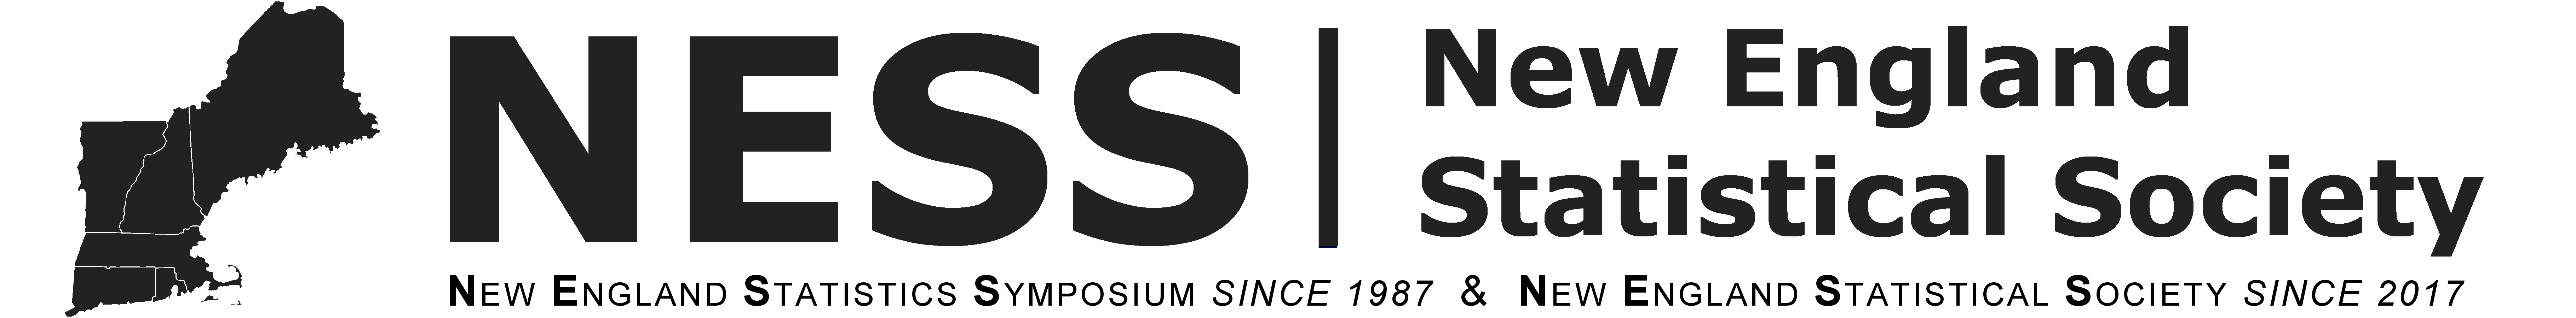 NESS
New England
Statistical Society
NEW ENGLAND STATISTICS SYMPOSIUM SINCE 1987 & NEW ENGLAND STATISTICAL SOCIETY SINCE 2017